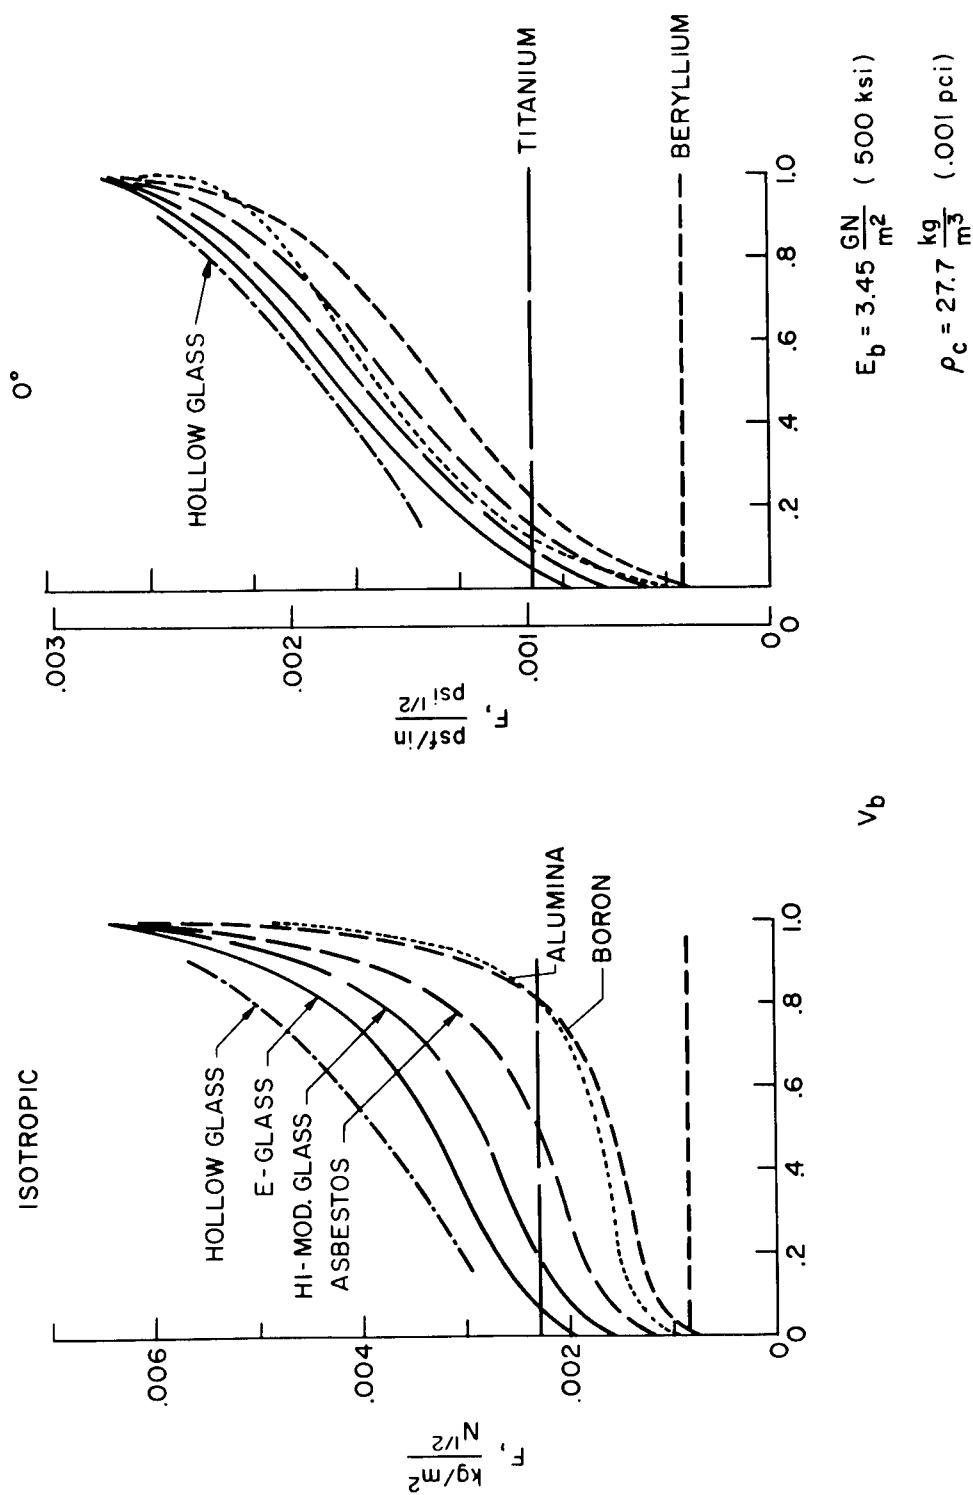 ISOTROPIC
HOLLOW GLASS
E-GLASS
HI-MOD. GLASS
ASBESTOS
ALUMINA
BORON
F, kg/m² / N^1/2
.006
.004
.002
0
0 .2 .4 .6 .8 1.0
V_b
0°
HOLLOW GLASS
TITANIUM
BERYLLIUM
F, psf/in / psi^1/2
.003
.002
.001
0
0 .2 .4 .6 .8 1.0
E_b = 3.45 GN/m² (500 ksi)
ρ_c = 27.7 kg/m³ (.001 pci)